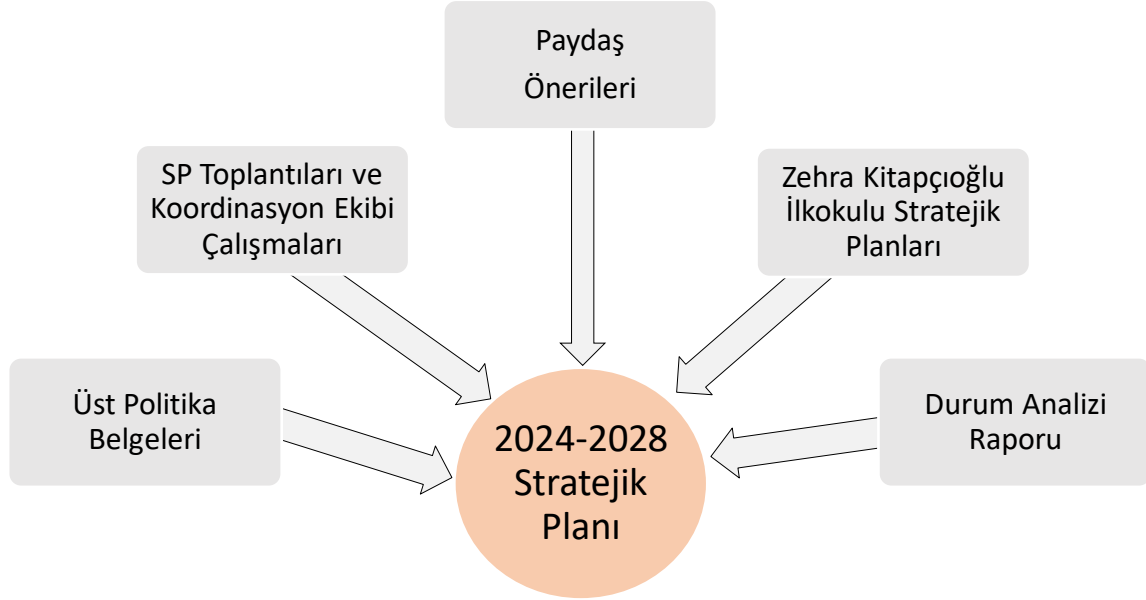 Paydaş
Önerileri
SP Toplantıları ve
Koordinasyon Ekibi
Çalışmaları
Zehra Kitapçıoğlu
İlkokulu Stratejik
Planları
Üst Politika
Belgeleri
Durum Analizi
Raporu
2024-2028
Stratejik
Planı